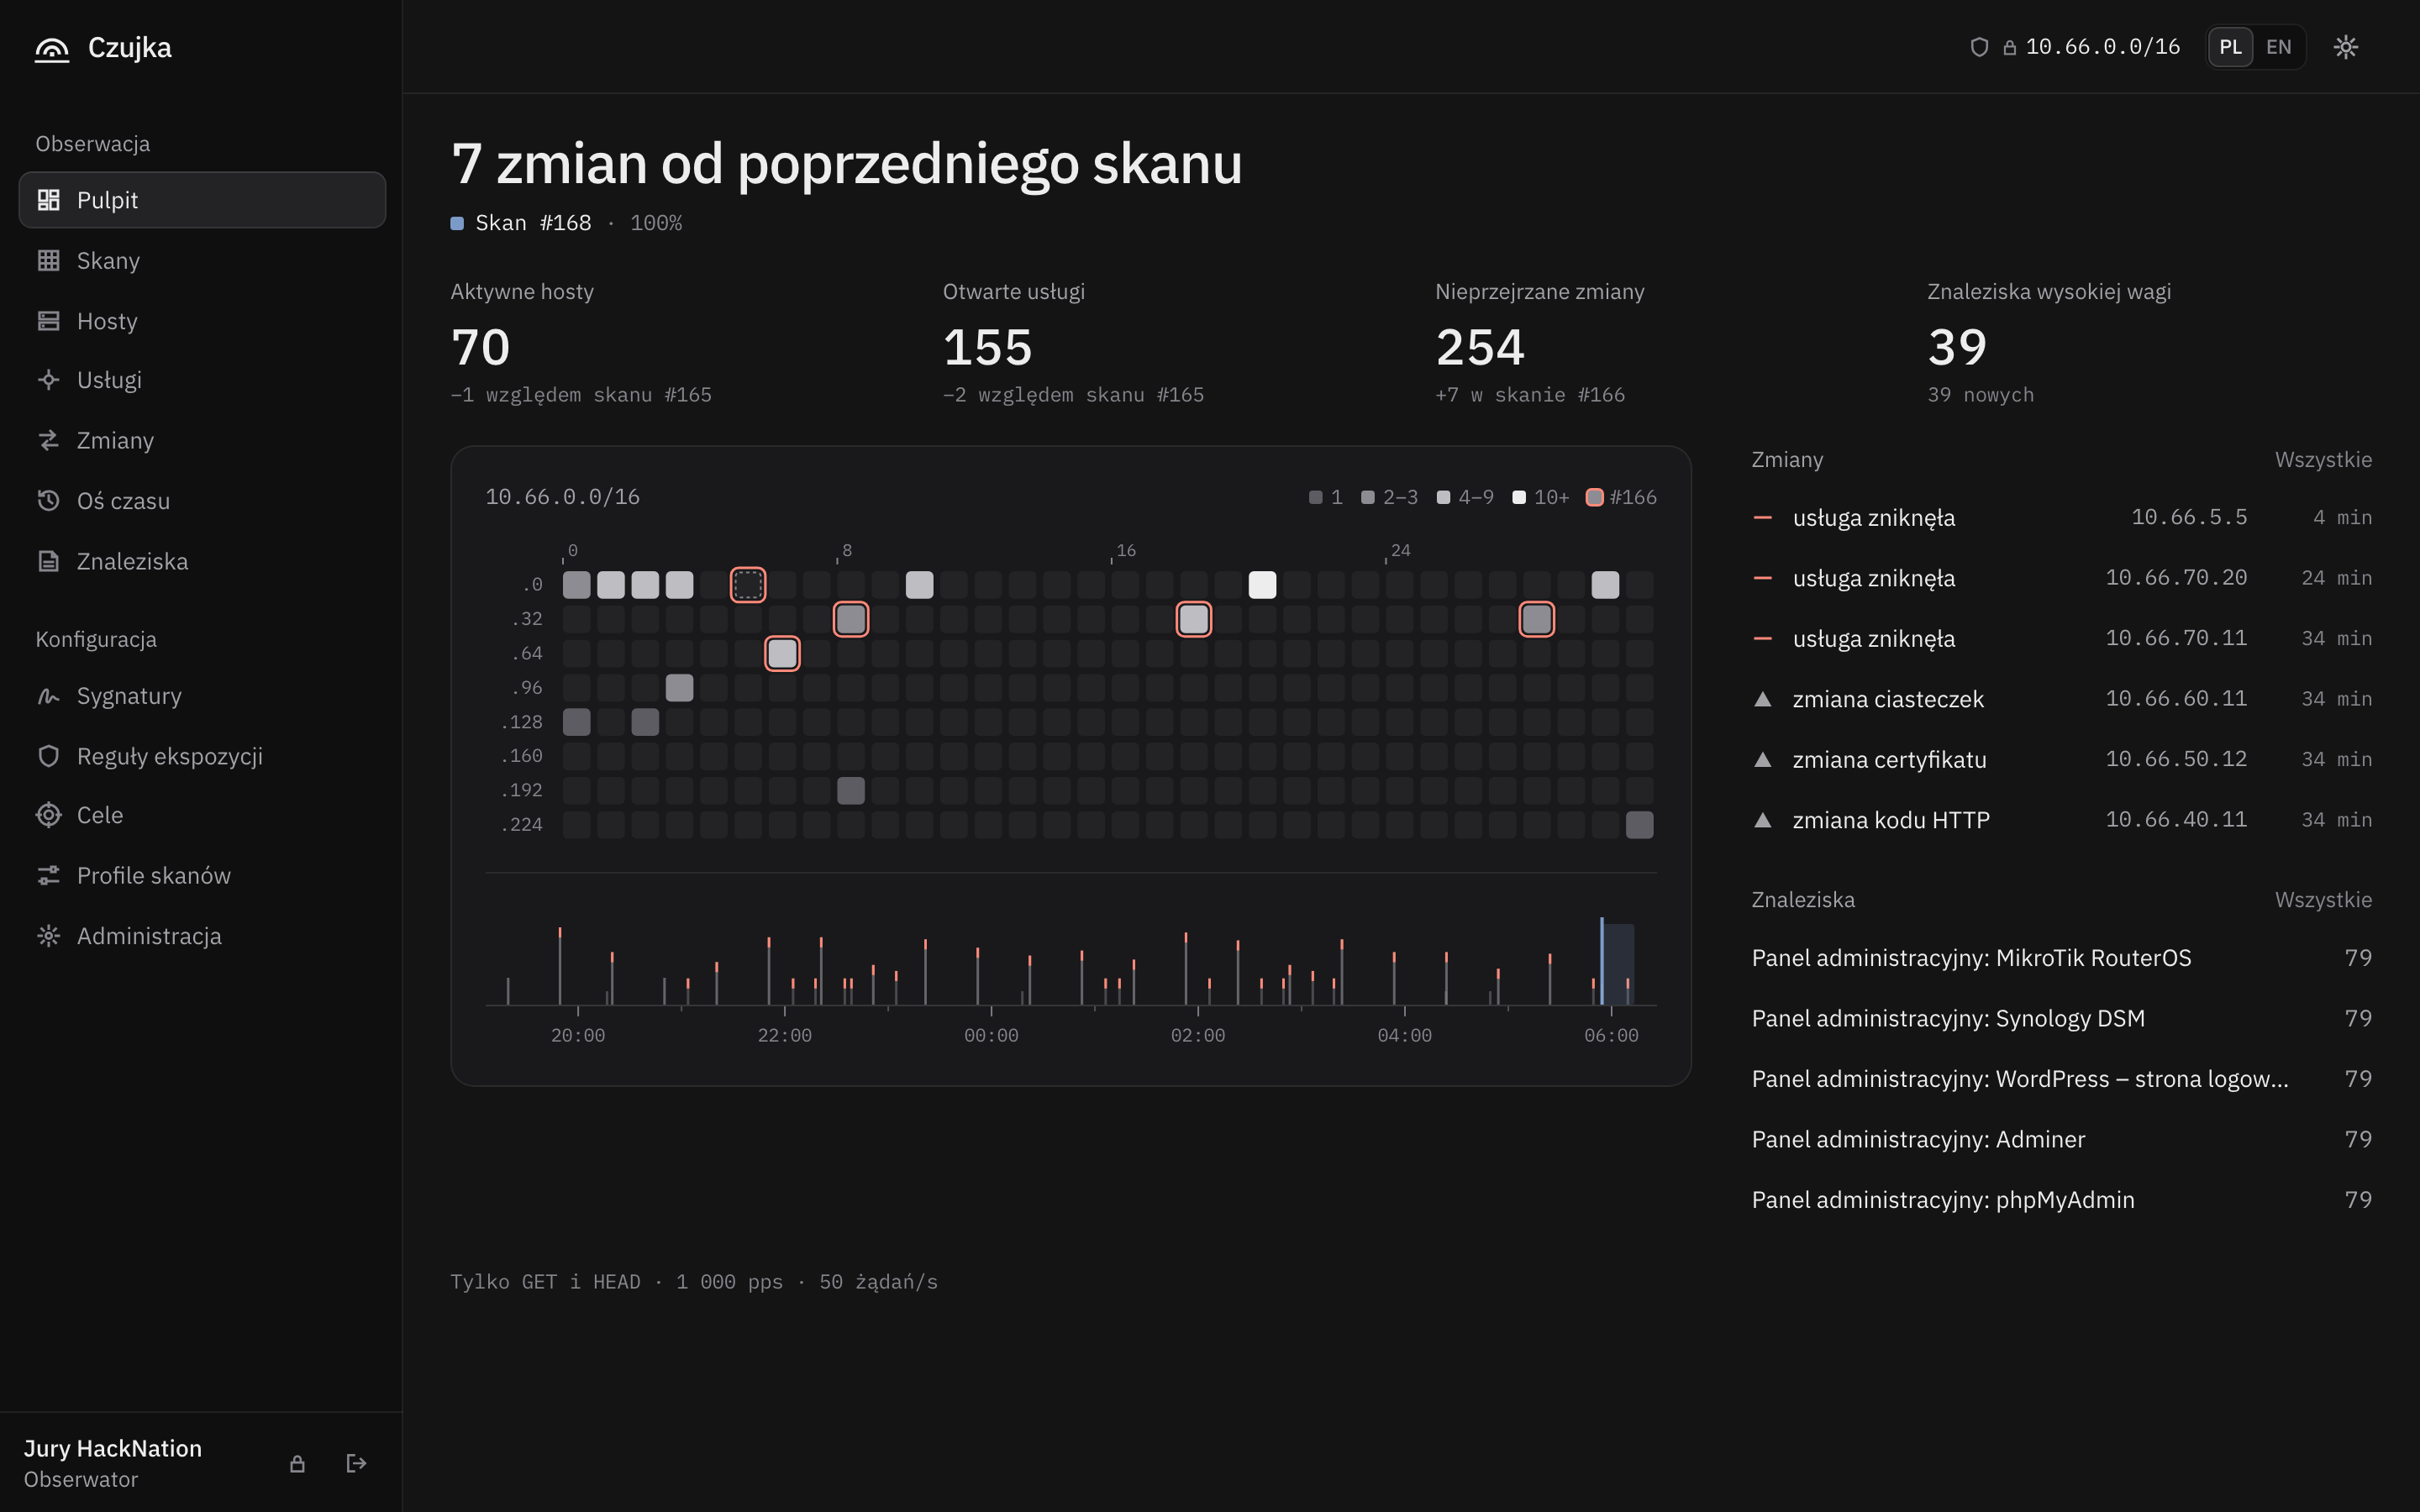 Czujka
10.66.0.0/16
PL EN
Obserwacja
Pulpit
Skany
Hosty
Usługi
Zmiany
Oś czasu
Znaleziska
Konfiguracja
Sygnatury
Reguły ekspozycji
Cele
Profile skanów
Administracja
Jury HackNation
Obserwator
7 zmian od poprzedniego skanu
Skan #168 · 100%
Aktywne hosty
70
−1 względem skanu #165
Otwarte usługi
155
−2 względem skanu #165
Nieprzejrzane zmiany
254
+7 w skanie #166
Znaleziska wysokiej wagi
39
39 nowych
10.66.0.0/16
1 2–3 4–9 10+ #166
0 8 16 24
.0
.32
.64
.96
.128
.160
.192
.224
20:00 22:00 00:00 02:00 04:00 06:00
Zmiany Wszystkie
usługa zniknęła 10.66.5.5 4 min
usługa zniknęła 10.66.70.20 24 min
usługa zniknęła 10.66.70.11 34 min
zmiana ciasteczek 10.66.60.11 34 min
zmiana certyfikatu 10.66.50.12 34 min
zmiana kodu HTTP 10.66.40.11 34 min
Znaleziska Wszystkie
Panel administracyjny: MikroTik RouterOS 79
Panel administracyjny: Synology DSM 79
Panel administracyjny: WordPress – strona logow... 79
Panel administracyjny: Adminer 79
Panel administracyjny: phpMyAdmin 79
Tylko GET i HEAD · 1 000 pps · 50 żądań/s